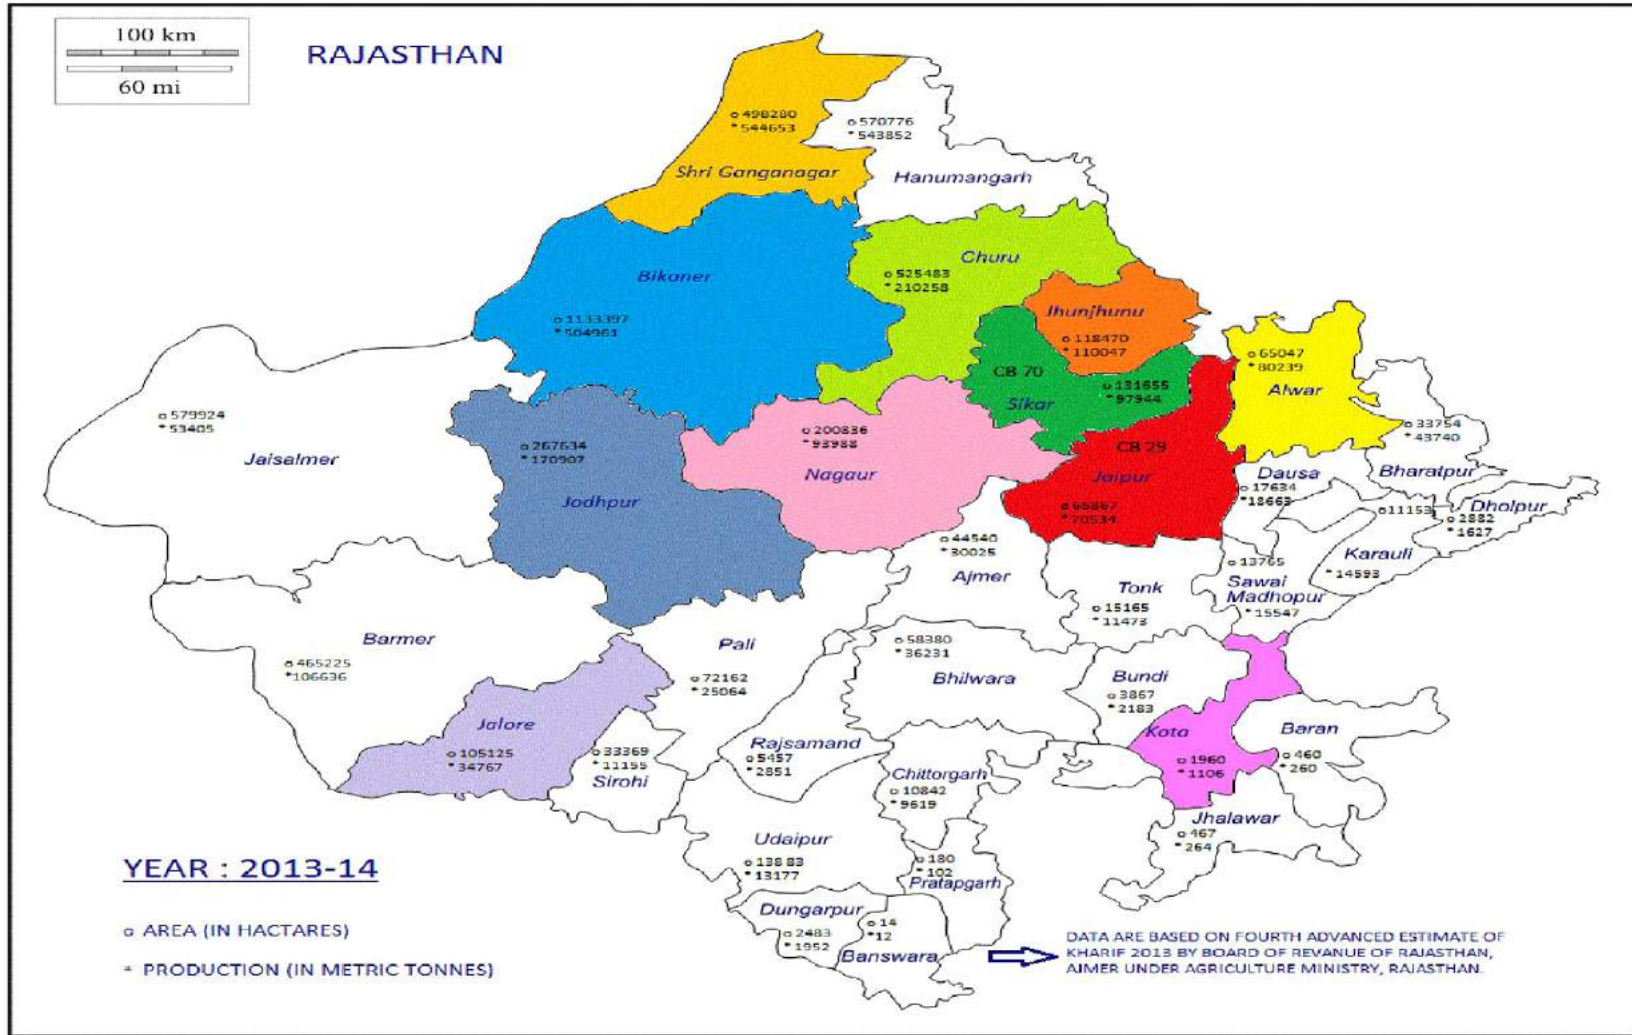 100 km
60 mi
RAJASTHAN
o 498280
* 544653
Shri Ganganagar
o 570776
* 543852
Hanumangarh
Bikaner
o 1133397
* 504961
Churu
o 525483
* 210258
Jhunjhunu
o 118470
* 110047
CB 70
o 131655
* 97944
Sikar
o 65047
* 80239
Alwar
o 579924
* 53405
Jaisalmer
o 267634
* 170907
Jodhpur
o 200836
* 93988
Nagaur
CB 29
Jaipur
o 65867
* 70534
o 33754
* 43740
Bharatpur
Dausa
o 17634
* 18663
o 11153
Karauli
* 14593
Dholpur
o 2882
* 1627
o 44540
* 30025
Ajmer
Tonk
o 15165
* 11473
o 13765
Sawai
Madhopur
* 15547
Barmer
o 465225
* 106636
Pali
o 72162
* 25064
o 58380
* 36231
Bhilwara
Bundi
o 3867
* 2183
Jalore
o 105125
* 34767
o 33369
* 11155
Sirohi
Rajsamand
o 5457
* 2851
Chittorgarh
o 10842
* 9619
Kota
o 1960
* 1106
Baran
o 460
* 260
Jhalawar
o 467
* 264
Udaipur
o 13883
* 13177
o 180
* 102
Pratapgarh
Dungarpur
o 2483
* 1952
o 14
* 12
Banswara
YEAR : 2013-14
o AREA (IN HACTARES)
* PRODUCTION (IN METRIC TONNES)
DATA ARE BASED ON FOURTH ADVANCED ESTIMATE OF
KHARIF 2013 BY BOARD OF REVANUE OF RAJASTHAN,
AJMER UNDER AGRICULTURE MINISTRY, RAJASTHAN.